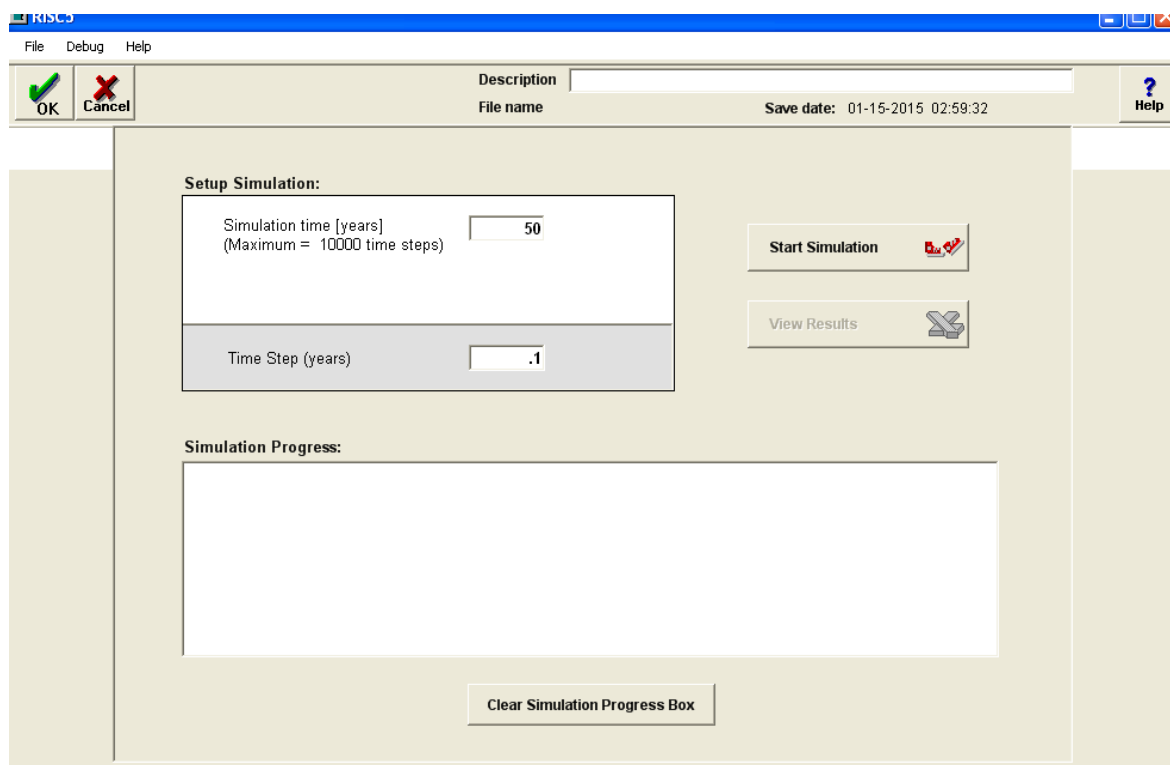 RISC5
File Debug Help
OK Cancel
Description
Help
File name Save date: 01-15-2015 02:59:32
Setup Simulation:
Simulation time [years] 50
(Maximum = 10000 time steps)
Start Simulation
View Results
Time Step (years) .1
Simulation Progress:
Clear Simulation Progress Box